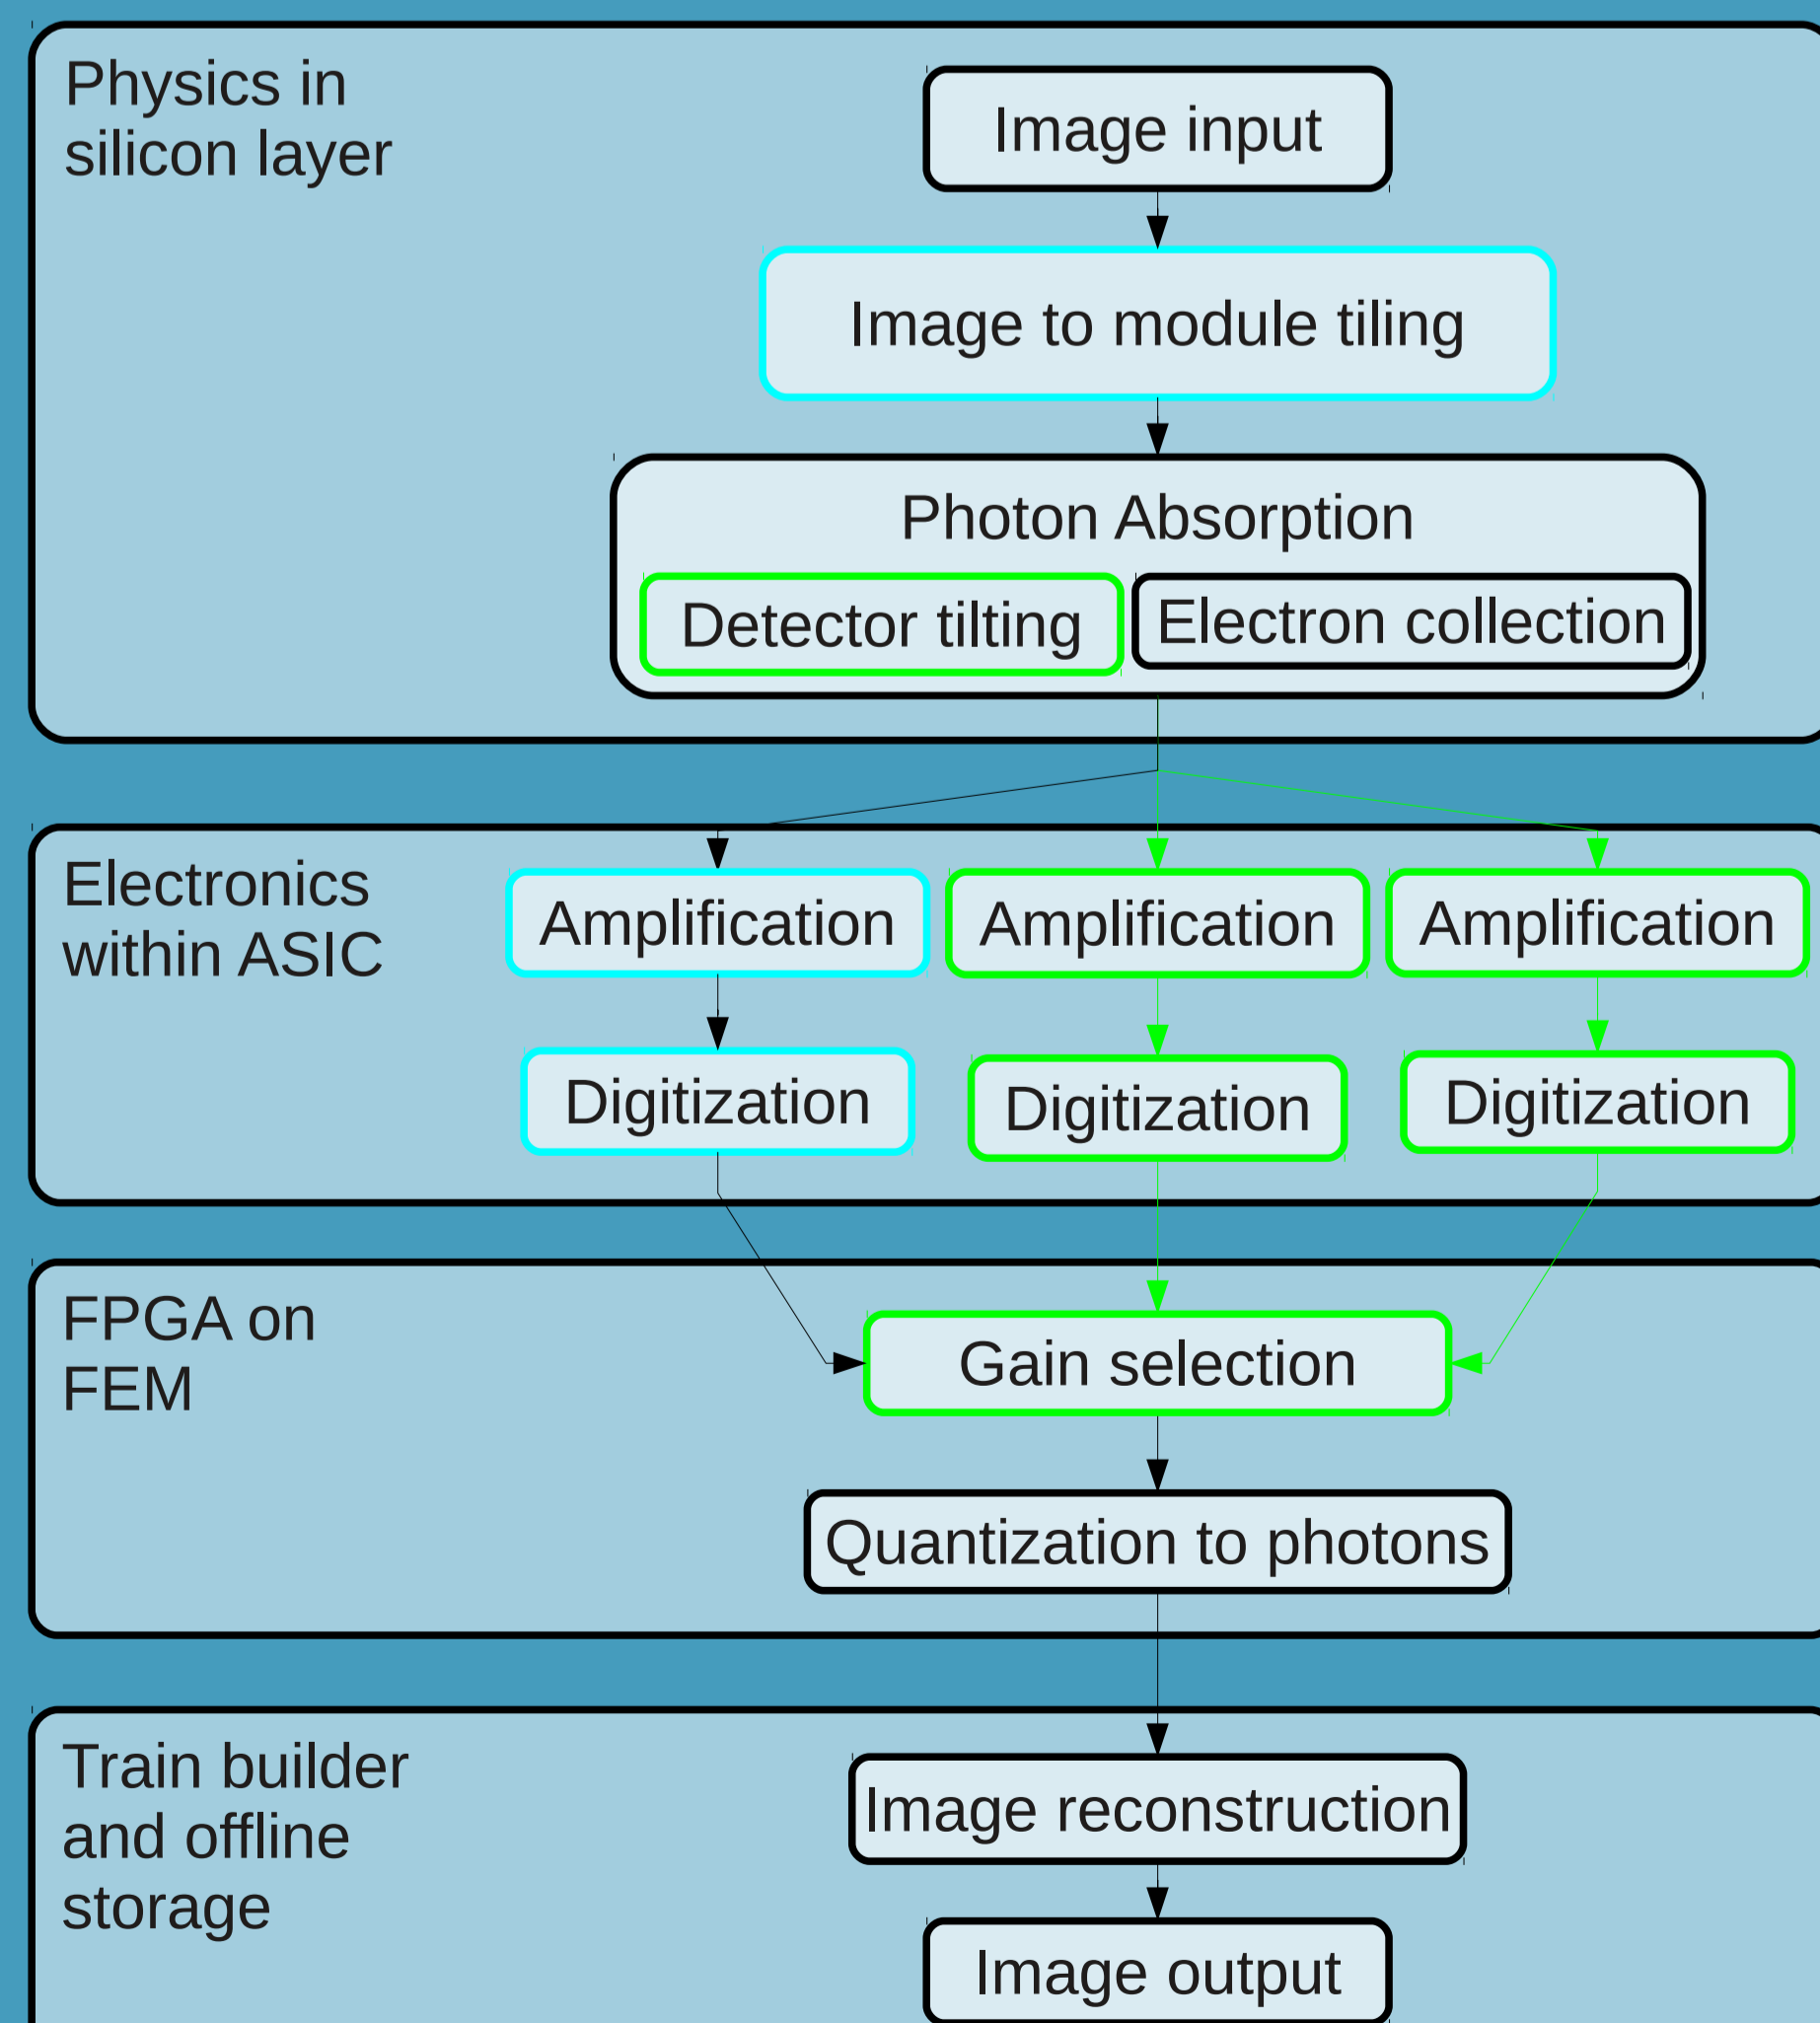 Physics in
silicon layer
Image input
Image to module tiling
Photon Absorption
Detector tilting
Electron collection
Electronics
within ASIC
Amplification
Amplification
Amplification
Digitization
Digitization
Digitization
FPGA on
FEM
Gain selection
Quantization to photons
Train builder
and offline
storage
Image reconstruction
Image output